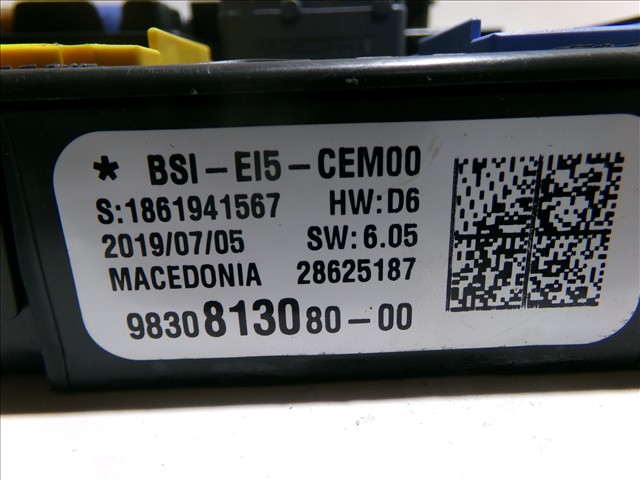 * BSI-EI5-CEM00
S:1861941567 HW:D6
2019/07/05 SW:6.05
MACEDONIA 28625187
9830813080-00